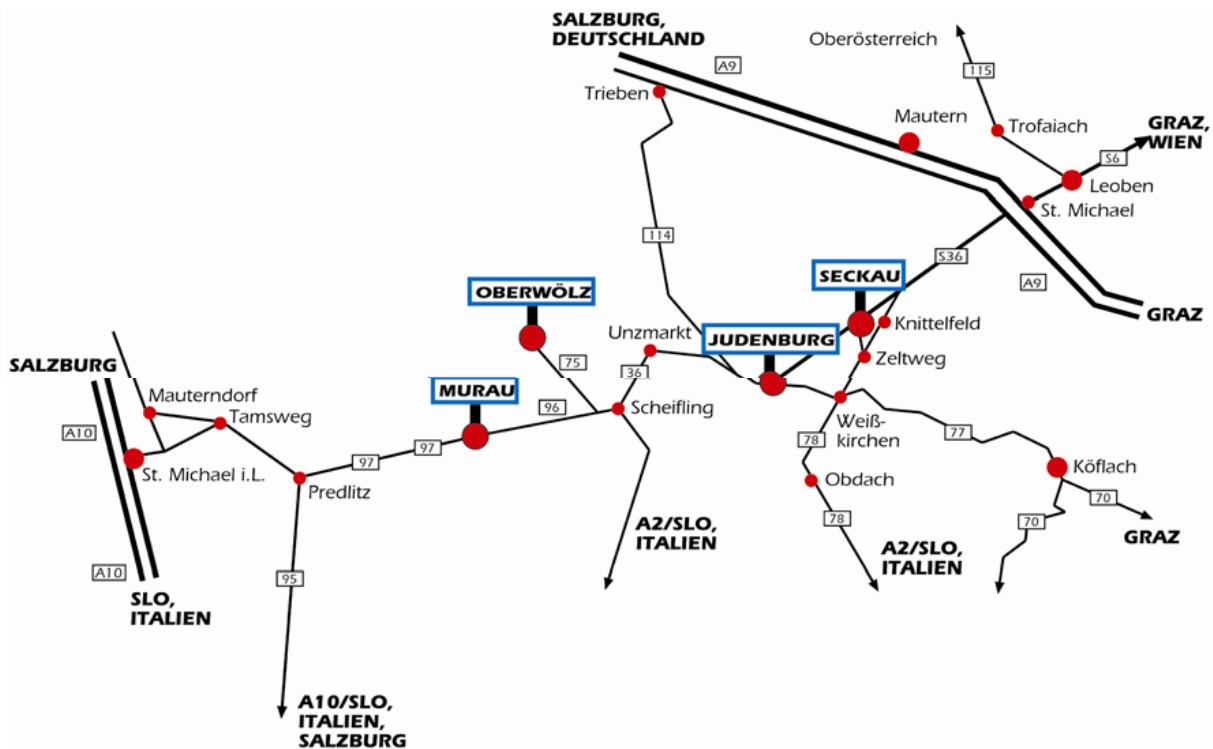 SALZBURG,
DEUTSCHLAND
Oberösterreich
A9
115
Trieben
Mautern
Trofaiach
GRAZ,
WIEN
S6
Leoben
St. Michael
114
S36
SECKAU
A9
OBERWÖLZ
GRAZ
Knittelfeld
Unzmarkt
JUDENBURG
Zeltweg
SALZBURG
75
36
Mauterndorf
MURAU
96
Tamsweg
Scheifling
Weiß-
kirchen
A10
77
78
97
97
St. Michael i.L.
Predlitz
Obdach
Köflach
70
78
70
A2/SLO,
ITALIEN
GRAZ
A2/SLO,
ITALIEN
A10
95
SLO,
ITALIEN
A10/SLO,
ITALIEN,
SALZBURG